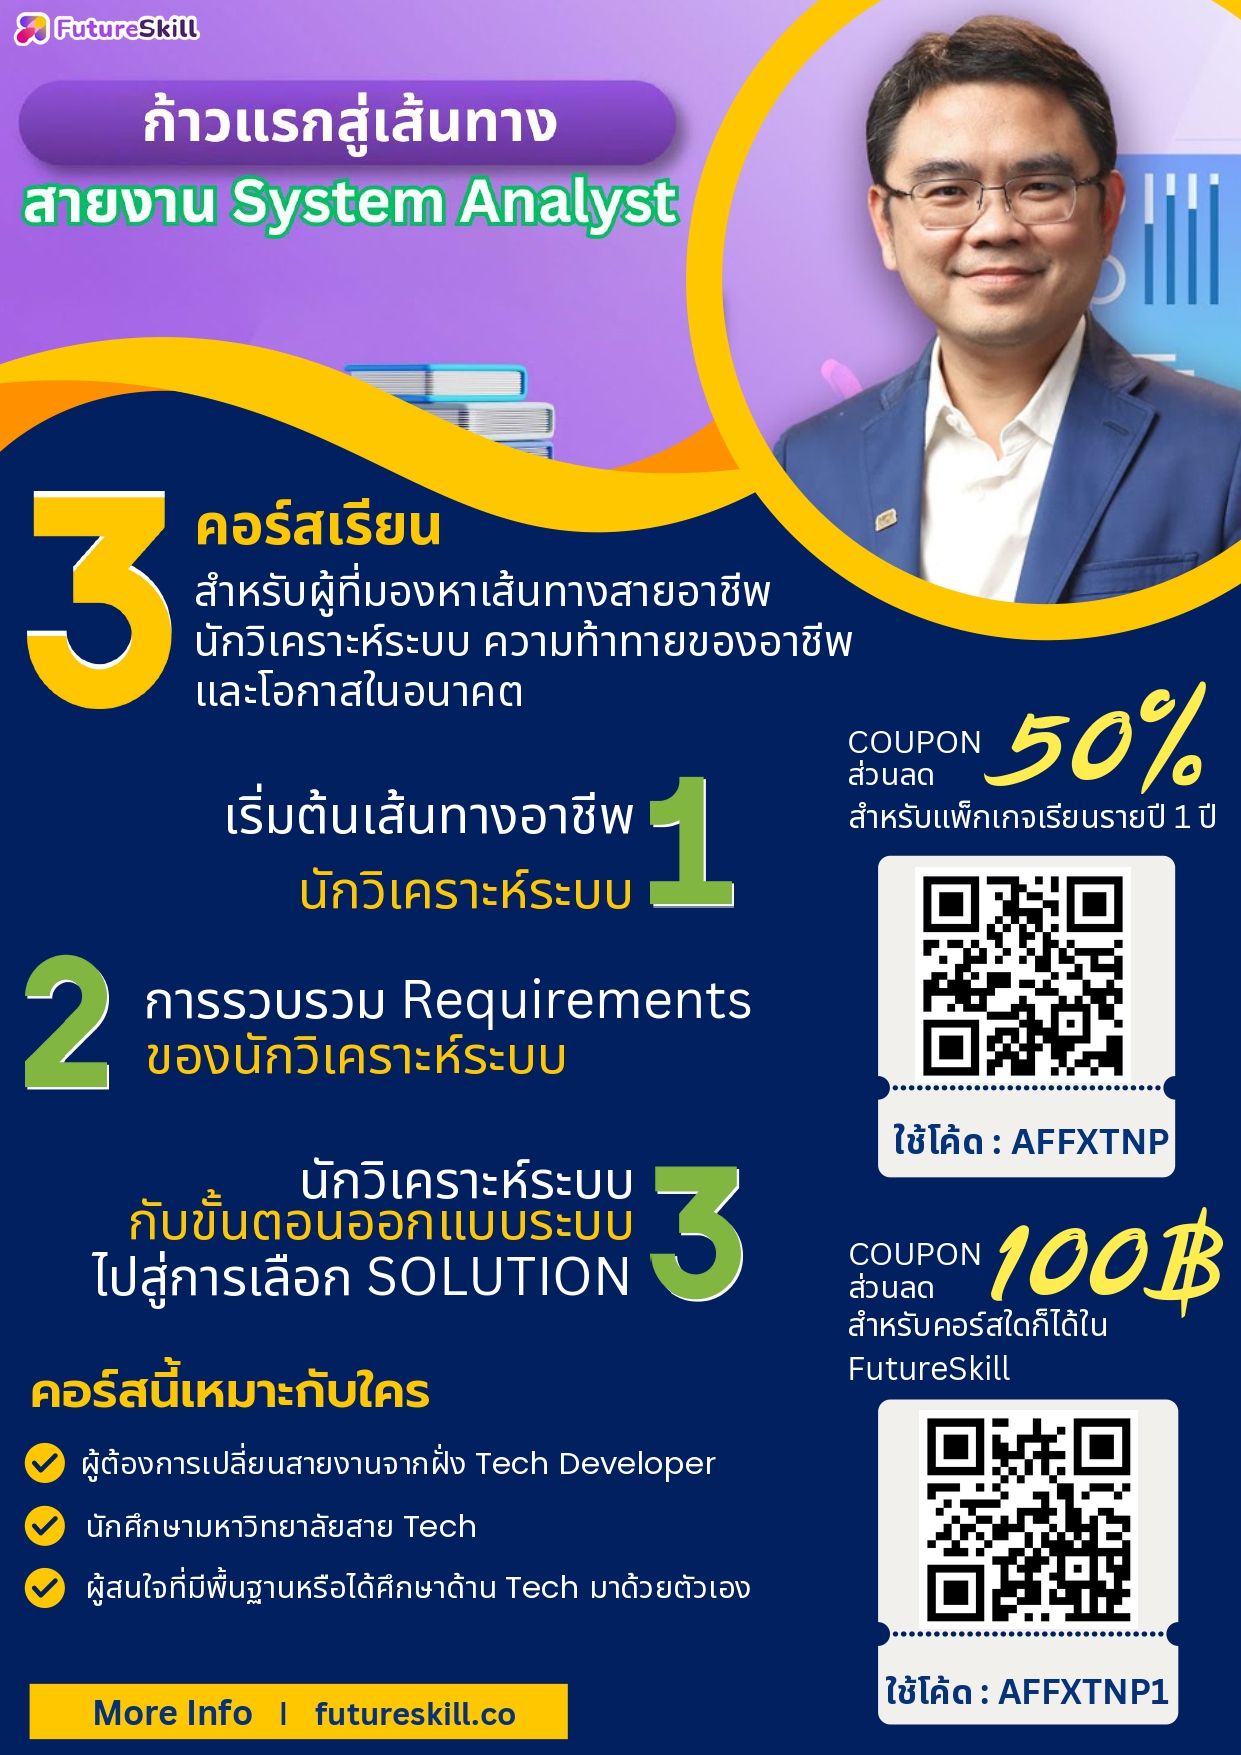 FutureSkill
ก้าวแรกสู่เส้นทาง
สายงาน System Analyst
3
คอร์สเรียน
สำหรับผู้ที่มองหาเส้นทางสายอาชีพ
นักวิเคราะห์ระบบ ความท้าทายของอาชีพ
และโอกาสในอนาคต
เริ่มต้นเส้นทางอาชีพ
นักวิเคราะห์ระบบ
1
2
การรวบรวม Requirements
ของนักวิเคราะห์ระบบ
นักวิเคราะห์ระบบ
กับขั้นตอนออกแบบระบบ
ไปสู่การเลือก SOLUTION
3
คอร์สนี้เหมาะกับใคร
ผู้ต้องการเปลี่ยนสายงานจากฝั่ง Tech Developer
นักศึกษามหาวิทยาลัยสาย Tech
ผู้สนใจที่มีพื้นฐานหรือได้ศึกษาด้าน Tech มาด้วยตัวเอง
More Info | futureskill.co
COUPON 50%
ส่วนลด
สำหรับแพ็กเกจเรียนรายปี 1 ปี
ใช้โค้ด : AFFXTNP
COUPON 100฿
ส่วนลด
สำหรับคอร์สใดก็ได้ใน
FutureSkill
ใช้โค้ด : AFFXTNP1